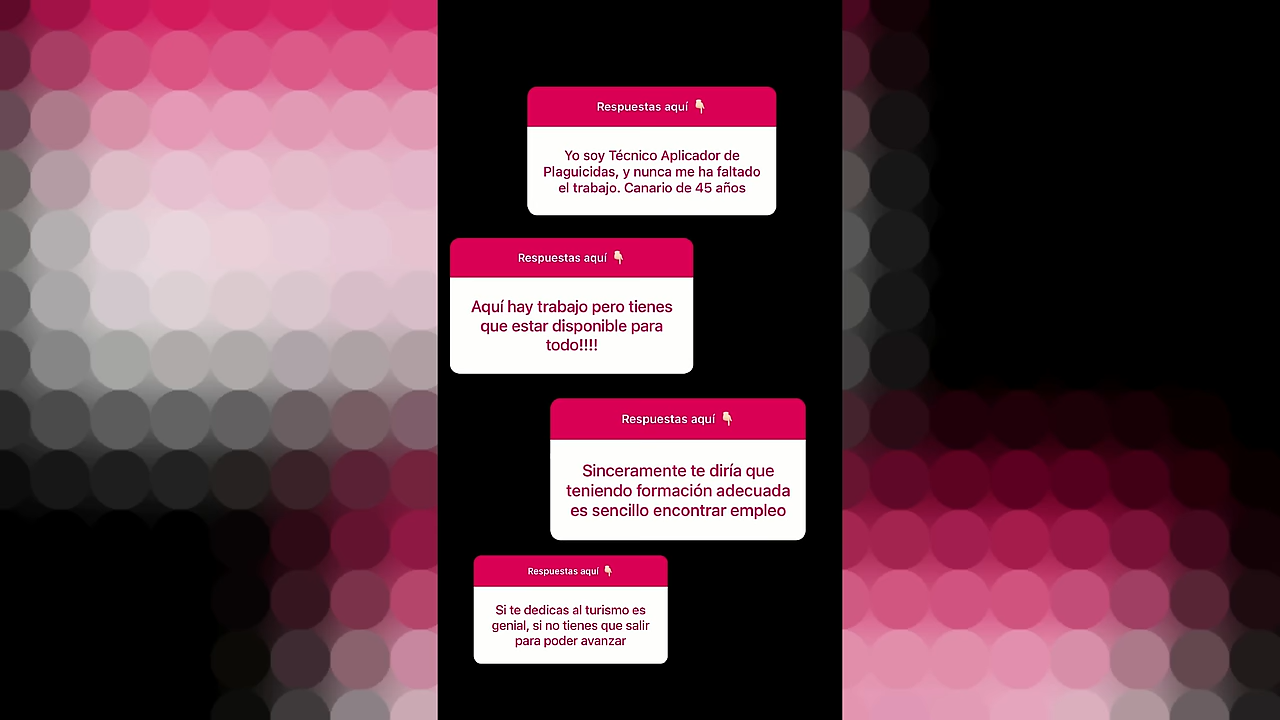 Respuestas aquí 👇🏻
Yo soy Técnico Aplicador de
Plaguicidas, y nunca me ha faltado
el trabajo. Canario de 45 años
Respuestas aquí 👇🏻
Aquí hay trabajo pero tienes
que estar disponible para
todo!!!!
Respuestas aquí 👇🏻
Sinceramente te diría que
teniendo formación adecuada
es sencillo encontrar empleo
Respuestas aquí 👇🏻
Si te dedicas al turismo es
genial, si no tienes que salir
para poder avanzar